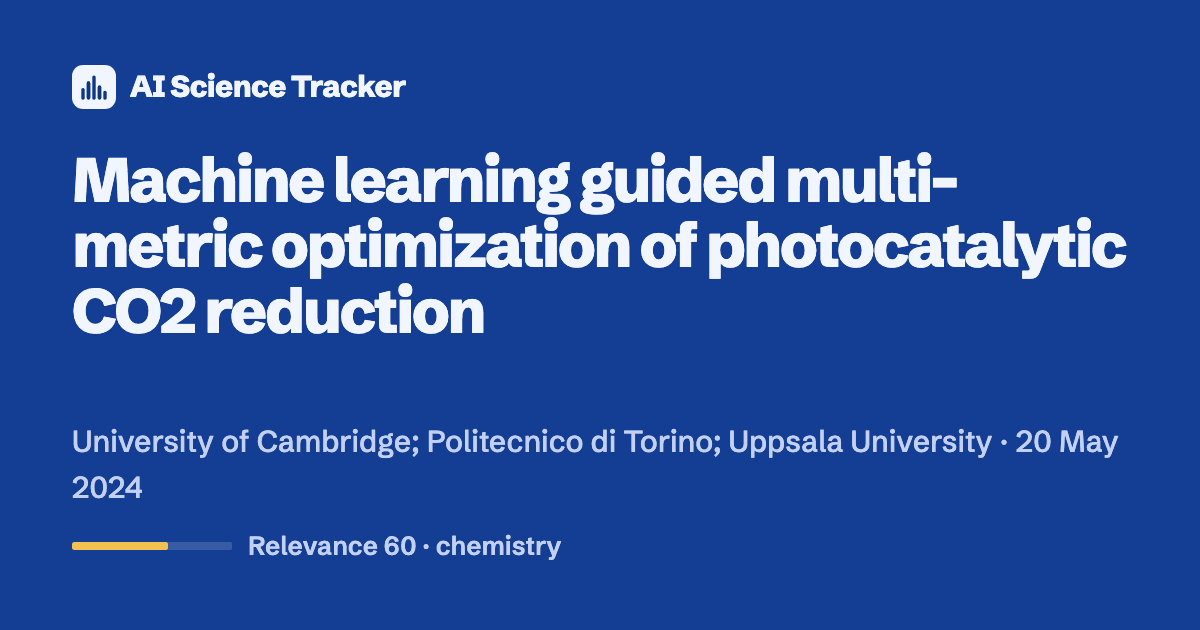 AI Science Tracker
Machine learning guided multi-
metric optimization of photocatalytic
CO2 reduction
University of Cambridge; Politecnico di Torino; Uppsala University · 20 May
2024
Relevance 60 · chemistry